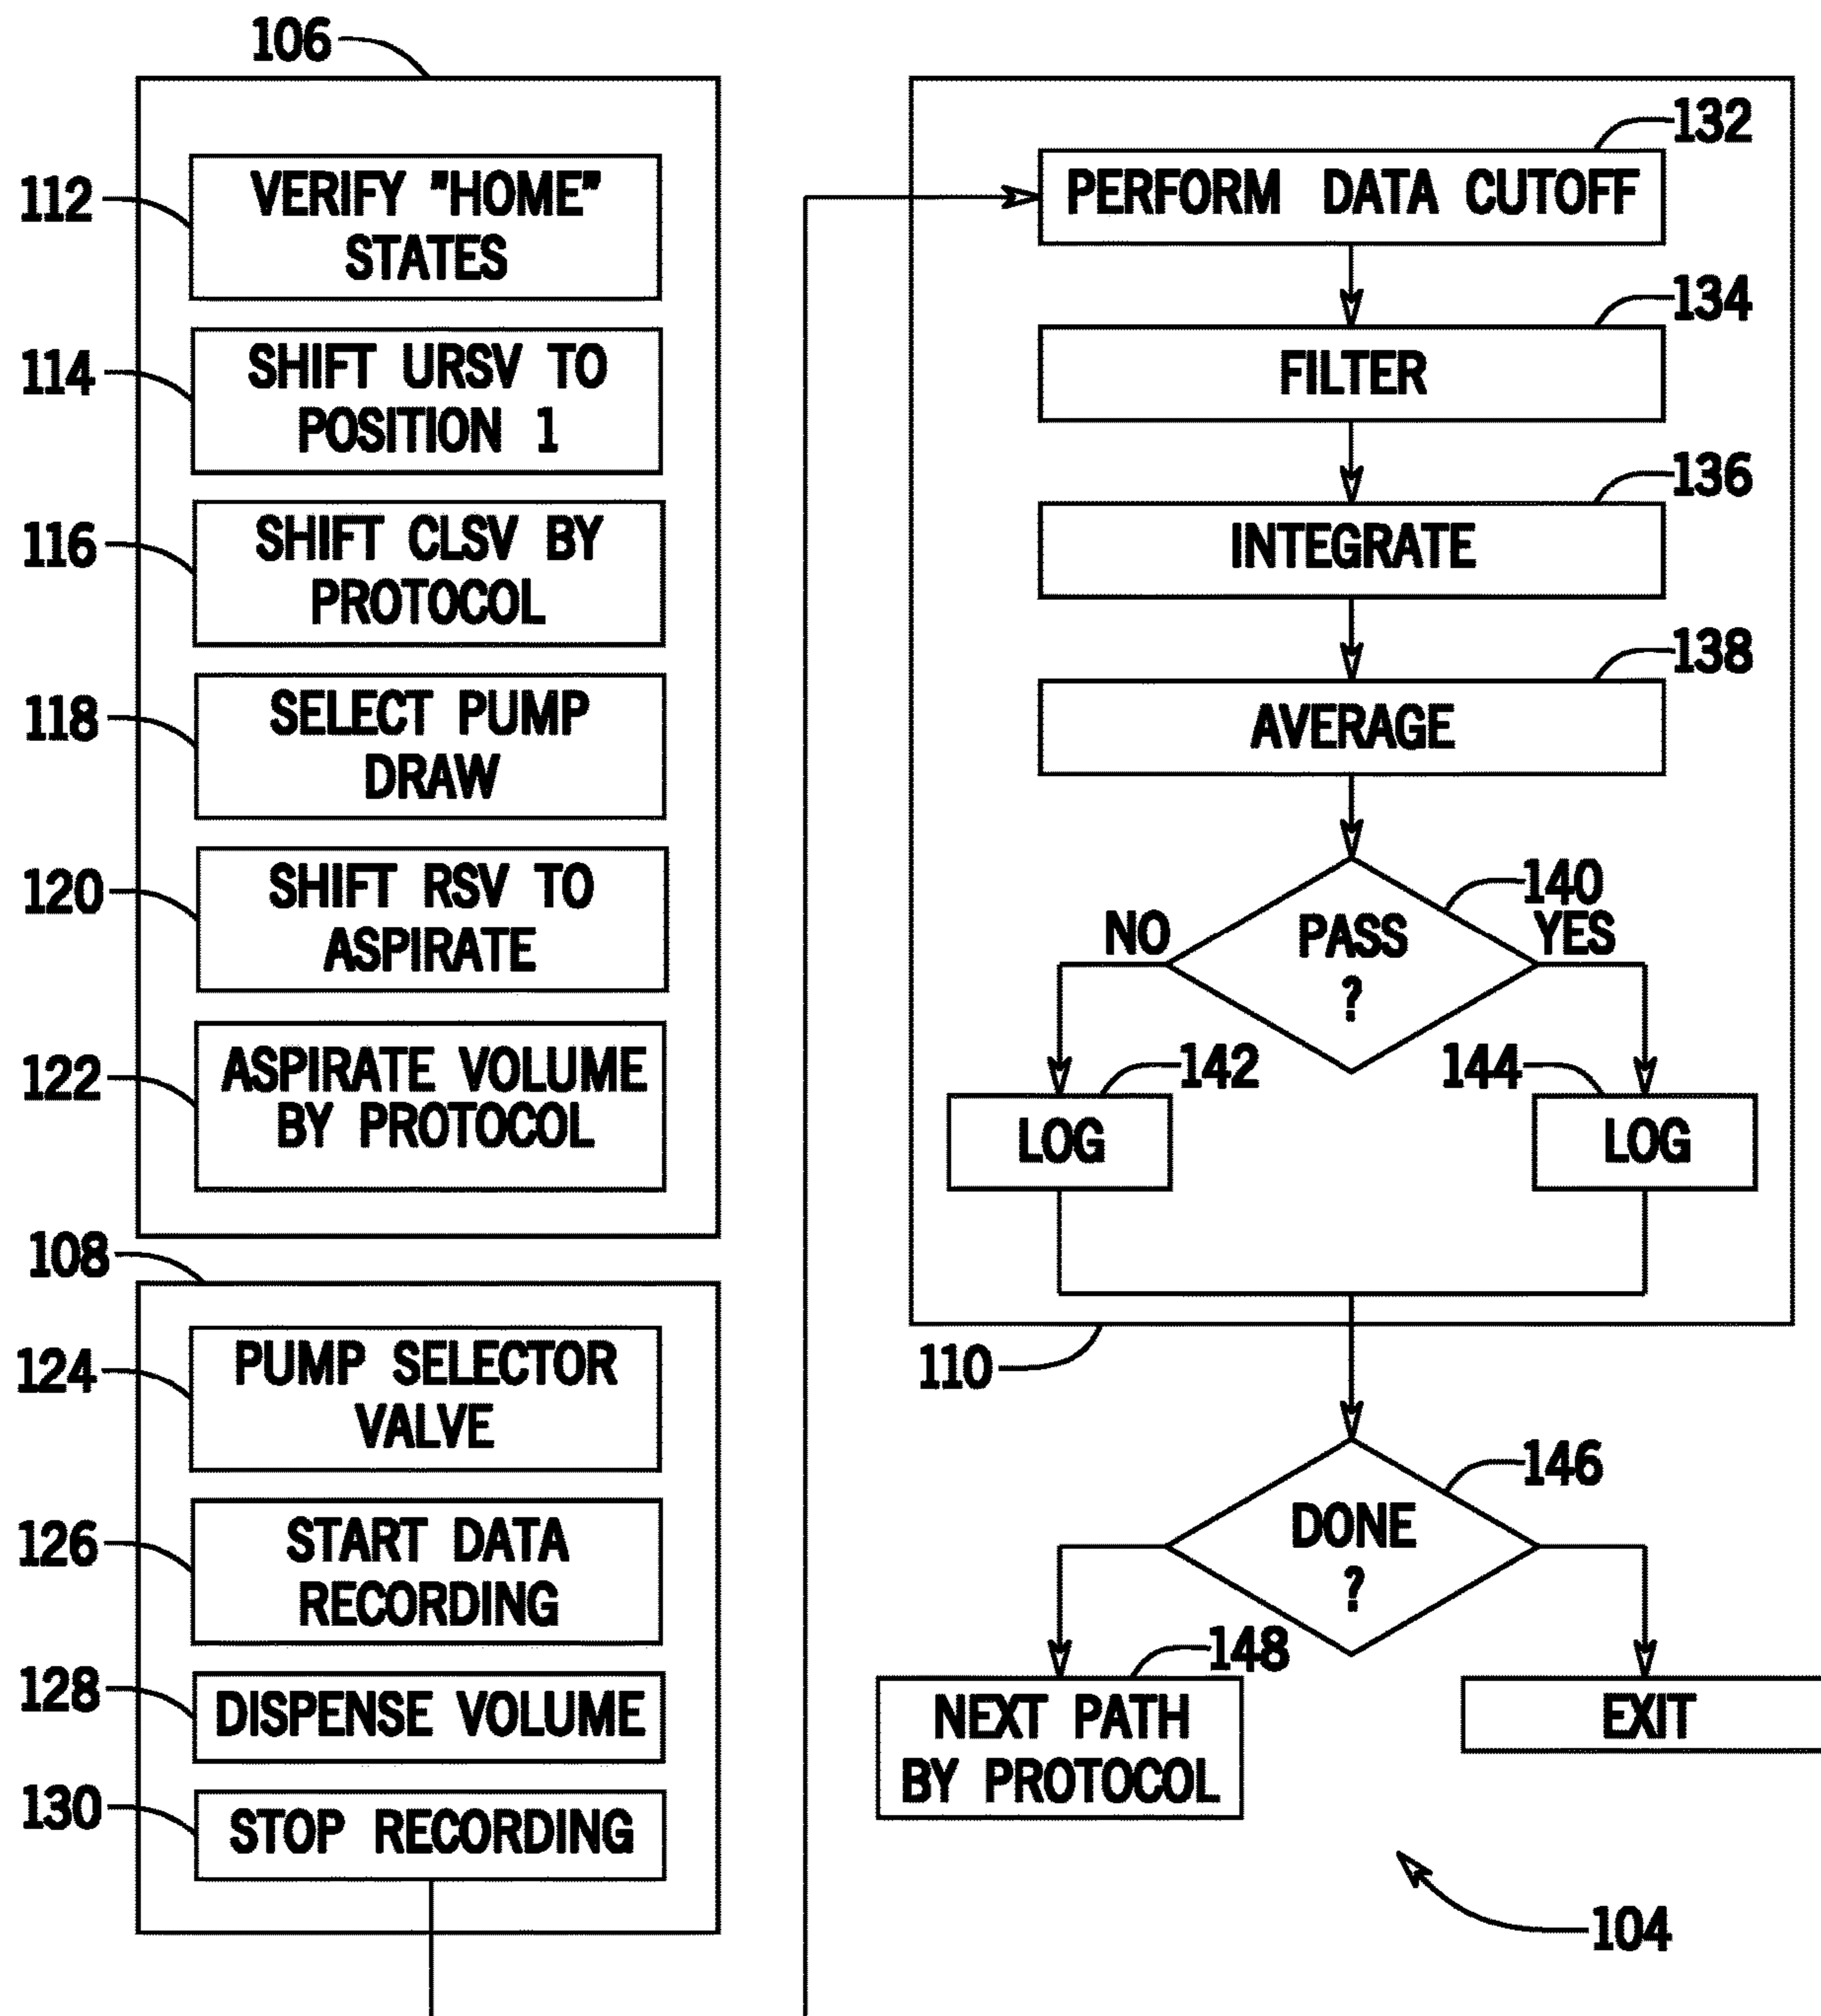 106
112
VERIFY "HOME"
STATES
114
SHIFT URSV TO
POSITION 1
116
SHIFT CLSV BY
PROTOCOL
118
SELECT PUMP
DRAW
120
SHIFT RSV TO
ASPIRATE
122
ASPIRATE VOLUME
BY PROTOCOL
108
124
PUMP SELECTOR
VALVE
126
START DATA
RECORDING
128
DISPENSE VOLUME
130
STOP RECORDING
132
PERFORM DATA CUTOFF
134
FILTER
136
INTEGRATE
138
AVERAGE
140
NO
PASS
?
YES
142
144
LOG
LOG
110
146
DONE
?
148
NEXT PATH
BY PROTOCOL
EXIT
104